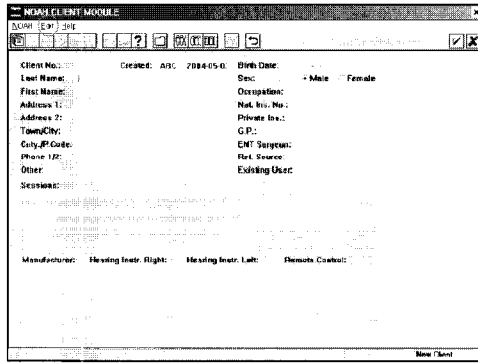 NOAH CLIENT MODULE
NOAH Edit Help
?
Client No.: Created: ABC 2004-05-0 Birth Date:
Last Name: Sex: Male Female
First Name: Occupation:
Address 1: Nat. Ins. No.:
Address 2: Private Ins.:
Town/City: G.P.:
Cnty./P.Code: ENT Surgeon:
Phone 1/2: Ref. Source:
Other: Existing User:
Sessions:
Manufacturer: Hearing Instr. Right: Hearing Instr. Left: Remote Control:
New Client